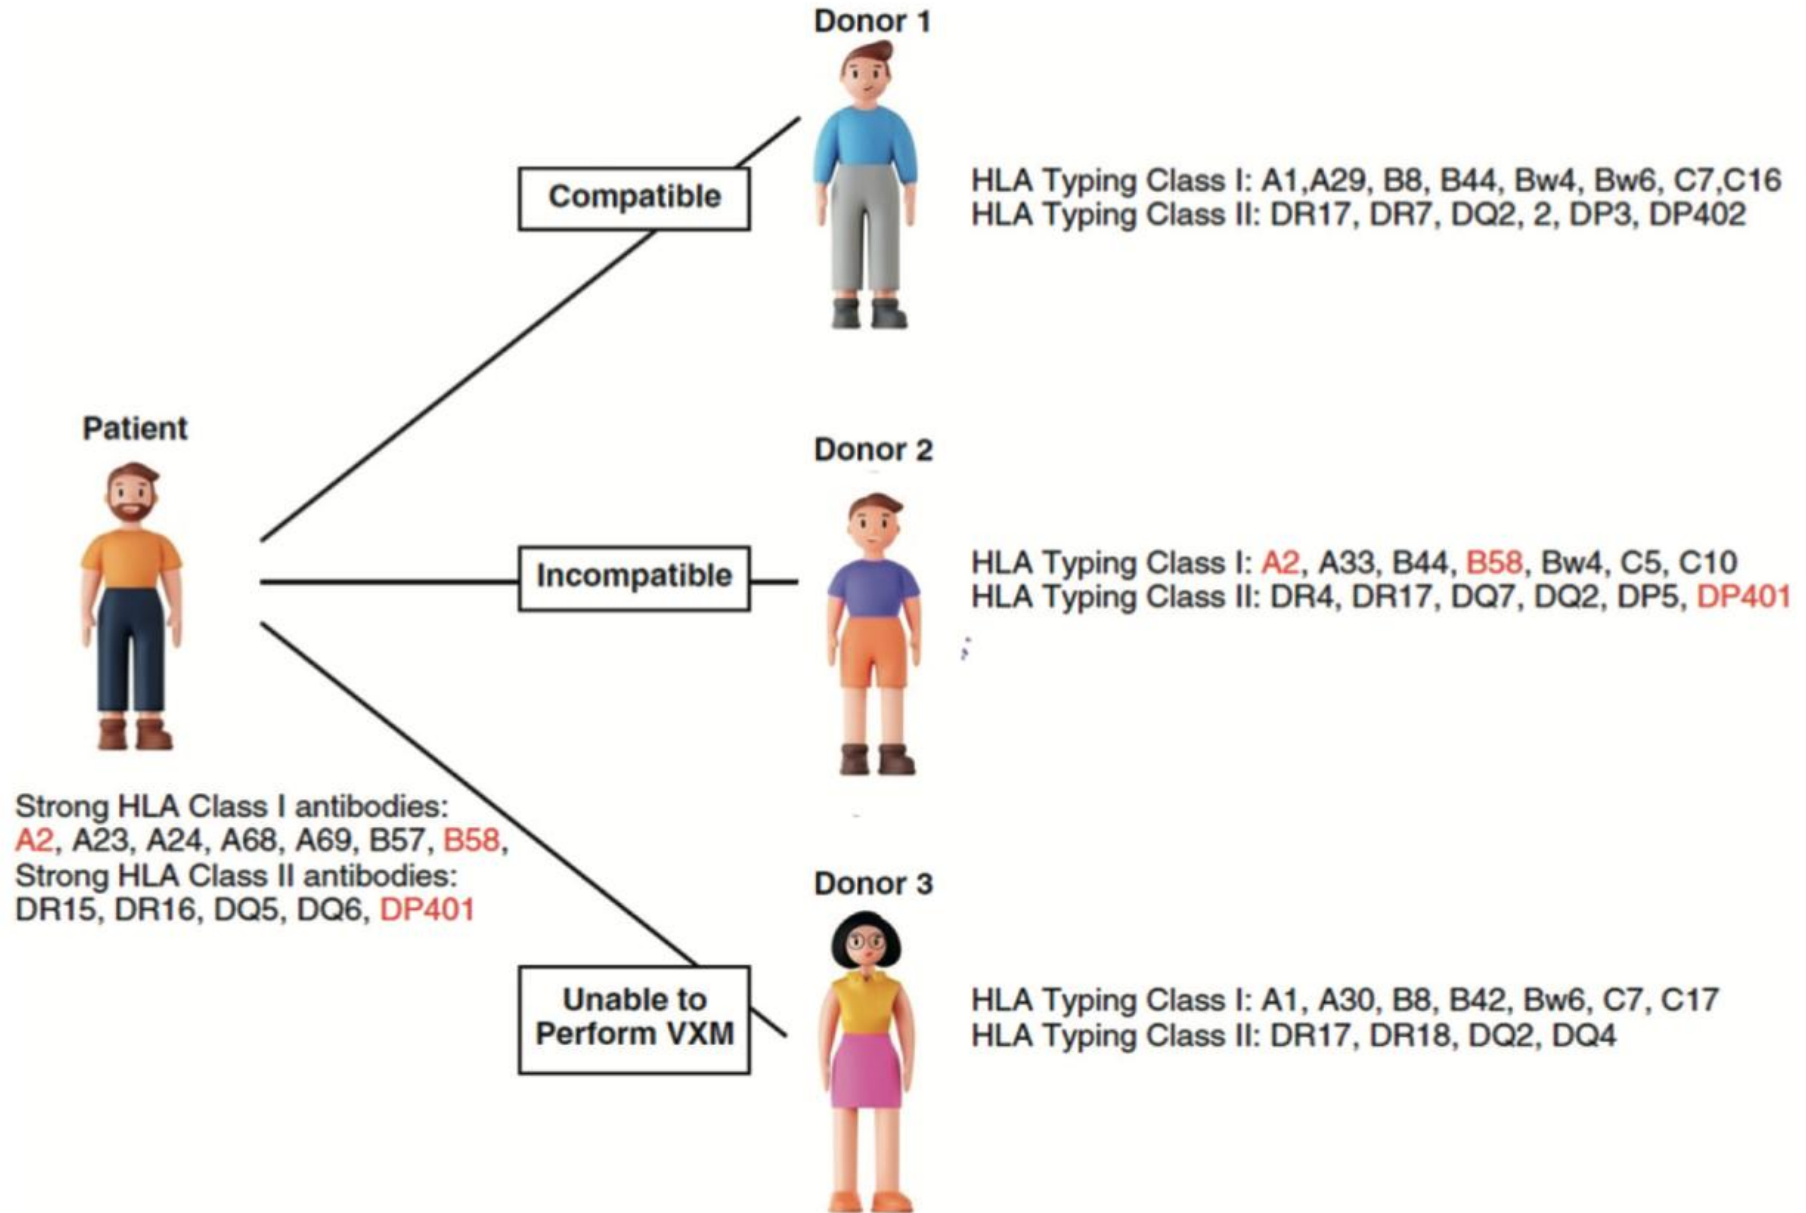 Donor 1
Compatible
HLA Typing Class I: A1,A29, B8, B44, Bw4, Bw6, C7,C16
HLA Typing Class II: DR17, DR7, DQ2, 2, DP3, DP402
Patient
Donor 2
Incompatible
HLA Typing Class I: A2, A33, B44, B58, Bw4, C5, C10
HLA Typing Class II: DR4, DR17, DQ7, DQ2, DP5, DP401
Strong HLA Class I antibodies:
A2, A23, A24, A68, A69, B57, B58,
Strong HLA Class II antibodies:
DR15, DR16, DQ5, DQ6, DP401
Donor 3
Unable to
Perform VXM
HLA Typing Class I: A1, A30, B8, B42, Bw6, C7, C17
HLA Typing Class II: DR17, DR18, DQ2, DQ4